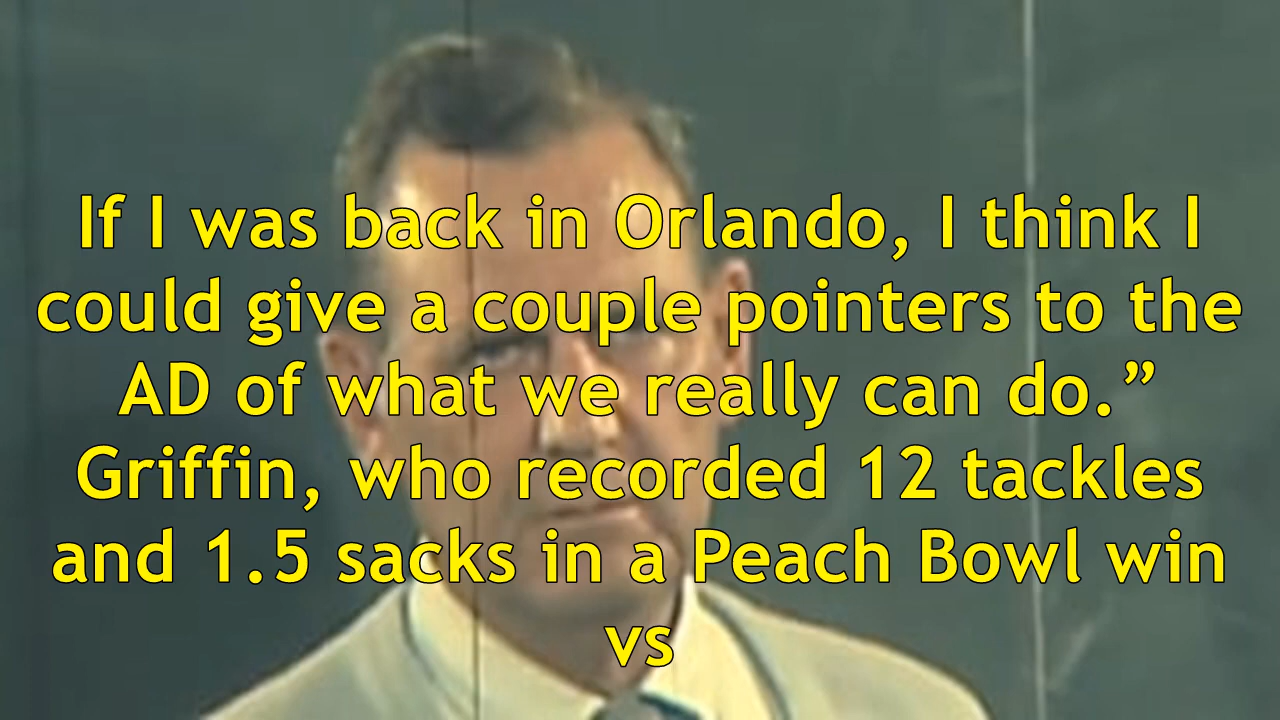 If I was back in Orlando, I think I
could give a couple pointers to the
AD of what we really can do.”
Griffin, who recorded 12 tackles
and 1.5 sacks in a Peach Bowl win
vs